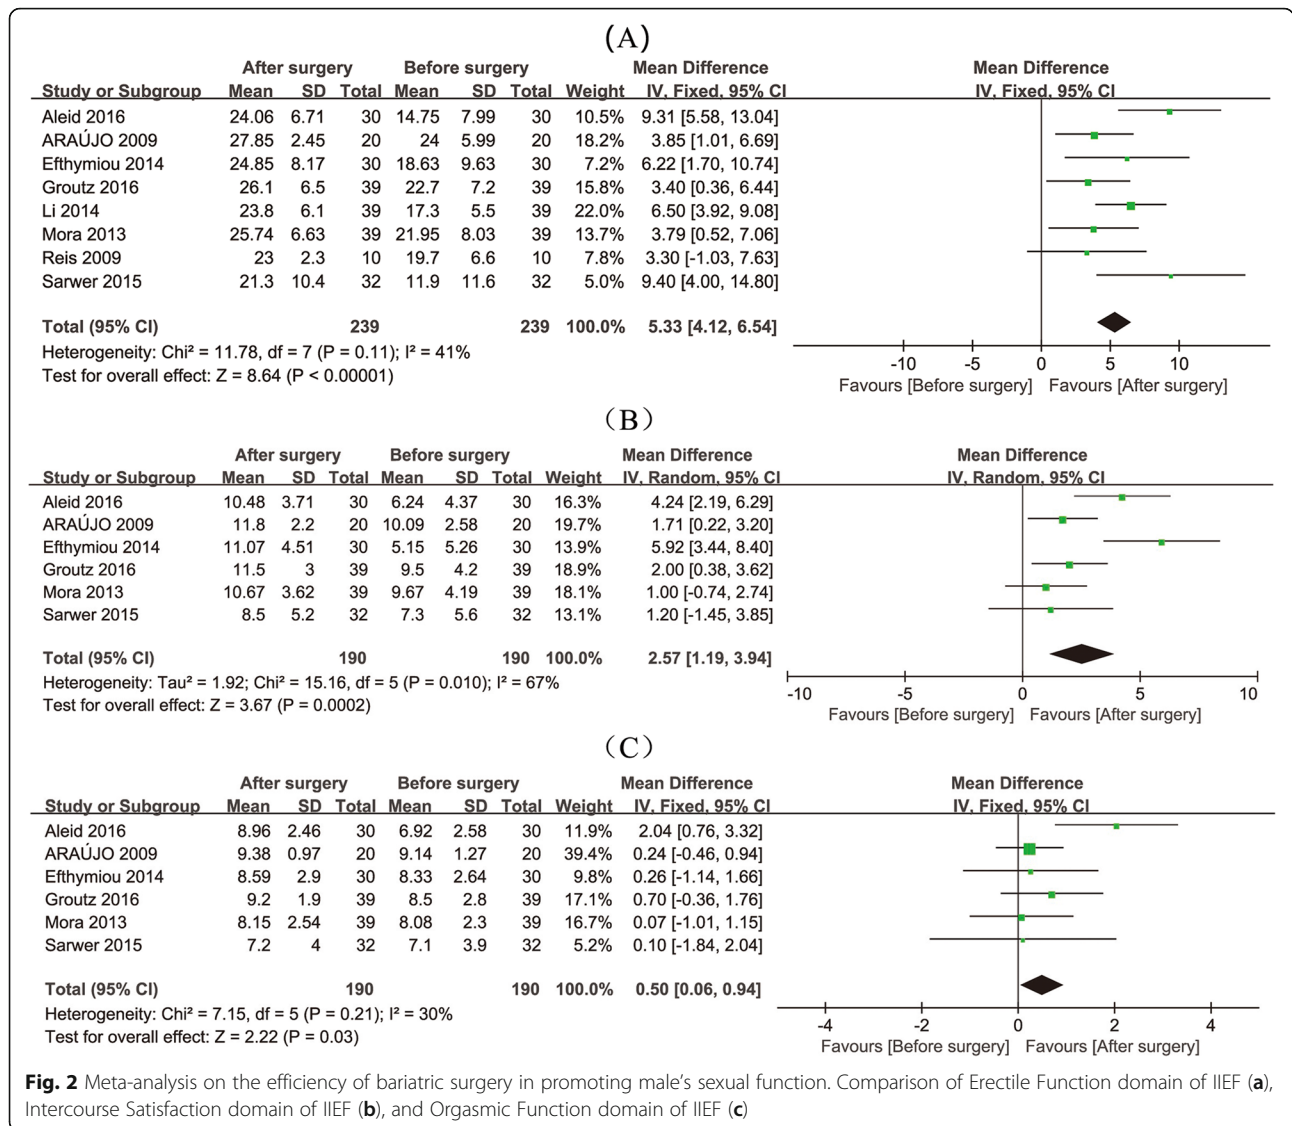 (A)
After surgery Before surgery Mean Difference Mean Difference
Study or Subgroup Mean SD Total Mean SD Total Weight IV, Fixed, 95% CI IV, Fixed, 95% CI
Aleid 2016 24.06 6.71 30 14.75 7.99 30 10.5% 9.31 [5.58, 13.04]
ARAÚJO 2009 27.85 2.45 20 24 5.99 20 18.2% 3.85 [1.01, 6.69]
Efthymiou 2014 24.85 8.17 30 18.63 9.63 30 7.2% 6.22 [1.70, 10.74]
Groutz 2016 26.1 6.5 39 22.7 7.2 39 15.8% 3.40 [0.36, 6.44]
Li 2014 23.8 6.1 39 17.3 5.5 39 22.0% 6.50 [3.92, 9.08]
Mora 2013 25.74 6.63 39 21.95 8.03 39 13.7% 3.79 [0.52, 7.06]
Reis 2009 23 2.3 10 19.7 6.6 10 7.8% 3.30 [-1.03, 7.63]
Sarwer 2015 21.3 10.4 32 11.9 11.6 32 5.0% 9.40 [4.00, 14.80]
Total (95% CI) 239 239 100.0% 5.33 [4.12, 6.54]
Heterogeneity: Chi² = 11.78, df = 7 (P = 0.11); I² = 41%
Test for overall effect: Z = 8.64 (P < 0.00001)
-10 -5 0 5 10
Favours [Before surgery] Favours [After surgery]
(B)
After surgery Before surgery Mean Difference Mean Difference
Study or Subgroup Mean SD Total Mean SD Total Weight IV, Random, 95% CI IV, Random, 95% CI
Aleid 2016 10.48 3.71 30 6.24 4.37 30 16.3% 4.24 [2.19, 6.29]
ARAÚJO 2009 11.8 2.2 20 10.09 2.58 20 19.7% 1.71 [0.22, 3.20]
Efthymiou 2014 11.07 4.51 30 5.15 5.26 30 13.9% 5.92 [3.44, 8.40]
Groutz 2016 11.5 3 39 9.5 4.2 39 18.9% 2.00 [0.38, 3.62]
Mora 2013 10.67 3.62 39 9.67 4.19 39 18.1% 1.00 [-0.74, 2.74]
Sarwer 2015 8.5 5.2 32 7.3 5.6 32 13.1% 1.20 [-1.45, 3.85]
Total (95% CI) 190 190 100.0% 2.57 [1.19, 3.94]
Heterogeneity: Tau² = 1.92; Chi² = 15.16, df = 5 (P = 0.010); I² = 67%
Test for overall effect: Z = 3.67 (P = 0.0002)
-10 -5 0 5 10
Favours [Before surgery] Favours [After surgery]
(C)
After surgery Before surgery Mean Difference Mean Difference
Study or Subgroup Mean SD Total Mean SD Total Weight IV, Fixed, 95% CI IV, Fixed, 95% CI
Aleid 2016 8.96 2.46 30 6.92 2.58 30 11.9% 2.04 [0.76, 3.32]
ARAÚJO 2009 9.38 0.97 20 9.14 1.27 20 39.4% 0.24 [-0.46, 0.94]
Efthymiou 2014 8.59 2.9 30 8.33 2.64 30 9.8% 0.26 [-1.14, 1.66]
Groutz 2016 9.2 1.9 39 8.5 2.8 39 17.1% 0.70 [-0.36, 1.76]
Mora 2013 8.15 2.54 39 8.08 2.3 39 16.7% 0.07 [-1.01, 1.15]
Sarwer 2015 7.2 4 32 7.1 3.9 32 5.2% 0.10 [-1.84, 2.04]
Total (95% CI) 190 190 100.0% 0.50 [0.06, 0.94]
Heterogeneity: Chi² = 7.15, df = 5 (P = 0.21); I² = 30%
Test for overall effect: Z = 2.22 (P = 0.03)
-4 -2 0 2 4
Favours [Before surgery] Favours [After surgery]
Fig. 2 Meta-analysis on the efficiency of bariatric surgery in promoting male's sexual function. Comparison of Erectile Function domain of IIEF (a),
Intercourse Satisfaction domain of IIEF (b), and Orgasmic Function domain of IIEF (c)